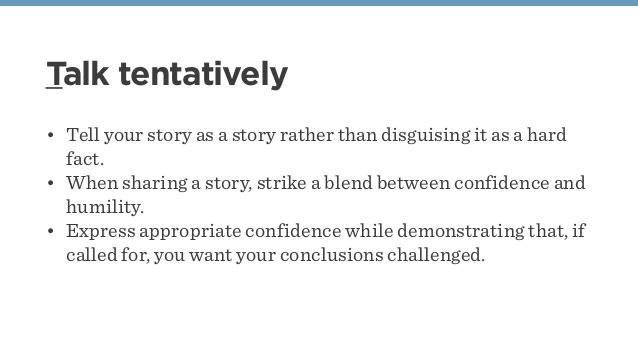 Talk tentatively
• Tell your story as a story rather than disguising it as a hard
fact.
• When sharing a story, strike a blend between confidence and
humility.
• Express appropriate confidence while demonstrating that, if
called for, you want your conclusions challenged.